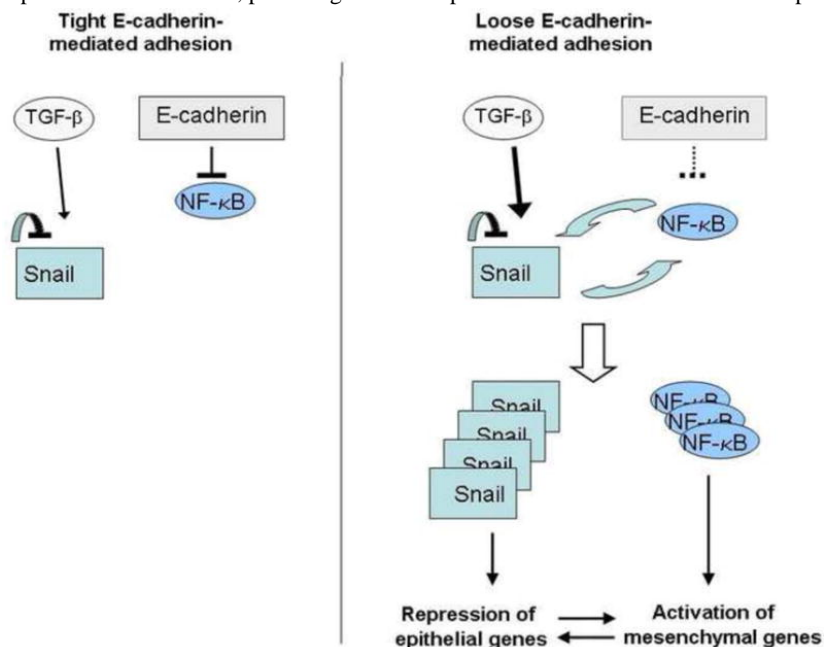 Tight E-cadherin-
mediated adhesion
TGF-β
E-cadherin
NF-κB
Snail
Loose E-cadherin-
mediated adhesion
TGF-β
E-cadherin
NF-κB
Snail
Snail
Snail
Snail
Snail
NF-κB
NF-κB
NF-κB
Repression of
epithelial genes
Activation of
mesenchymal genes